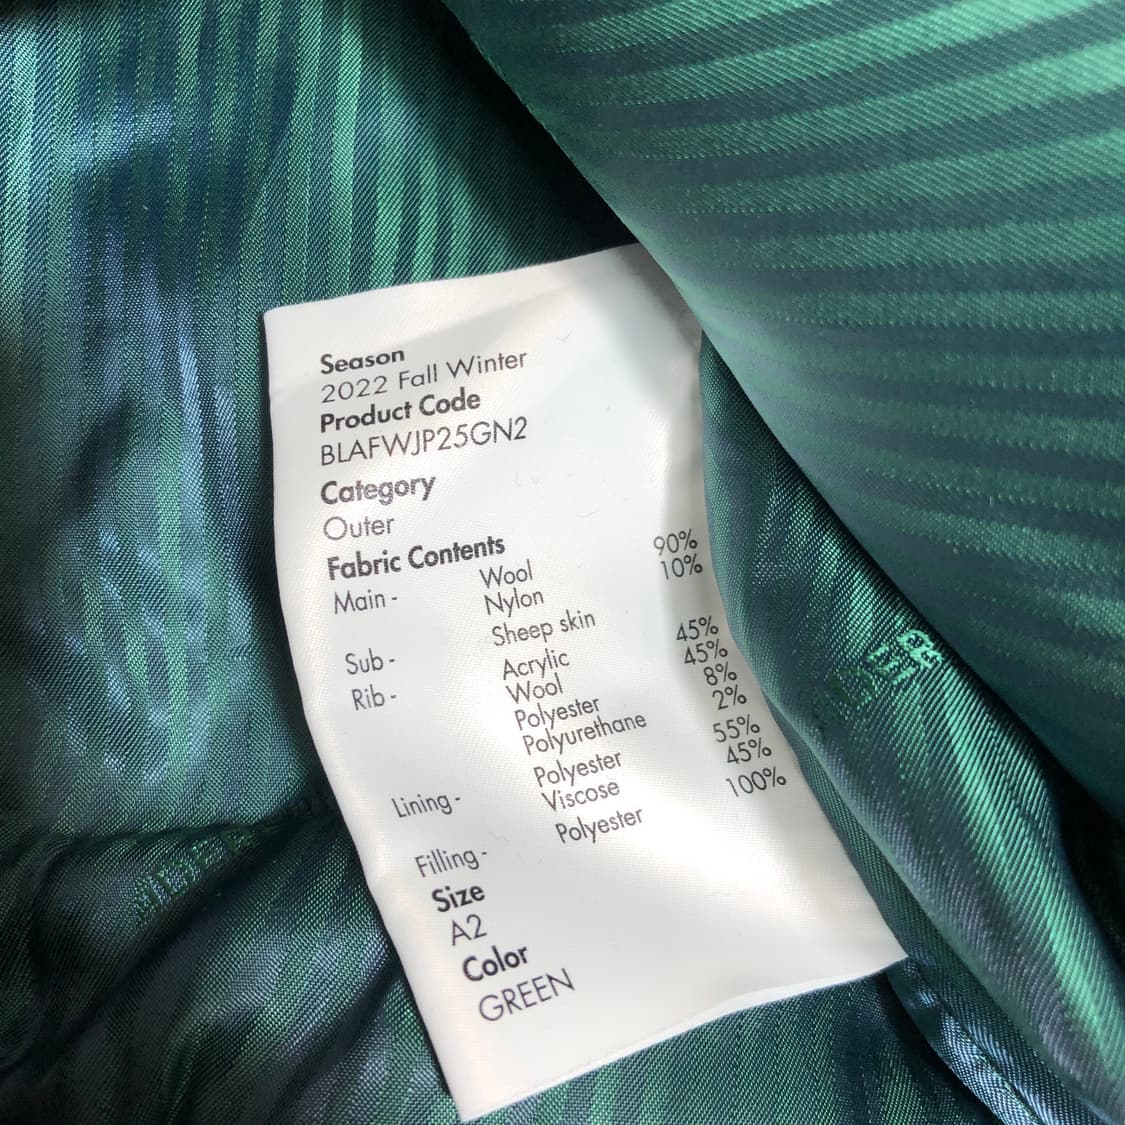 Season
2022 Fall Winter
Product Code
BLAFWJP25GN2
Category
Outer
Fabric Contents
Main - Wool 90%
Nylon 10%
Sub - Sheep skin
Rib - Acrylic 45%
Wool 45%
Polyester 8%
Polyurethane 2%
Lining - Polyester 55%
Viscose 45%
Filling - Polyester 100%
Size
A2
Color
GREEN